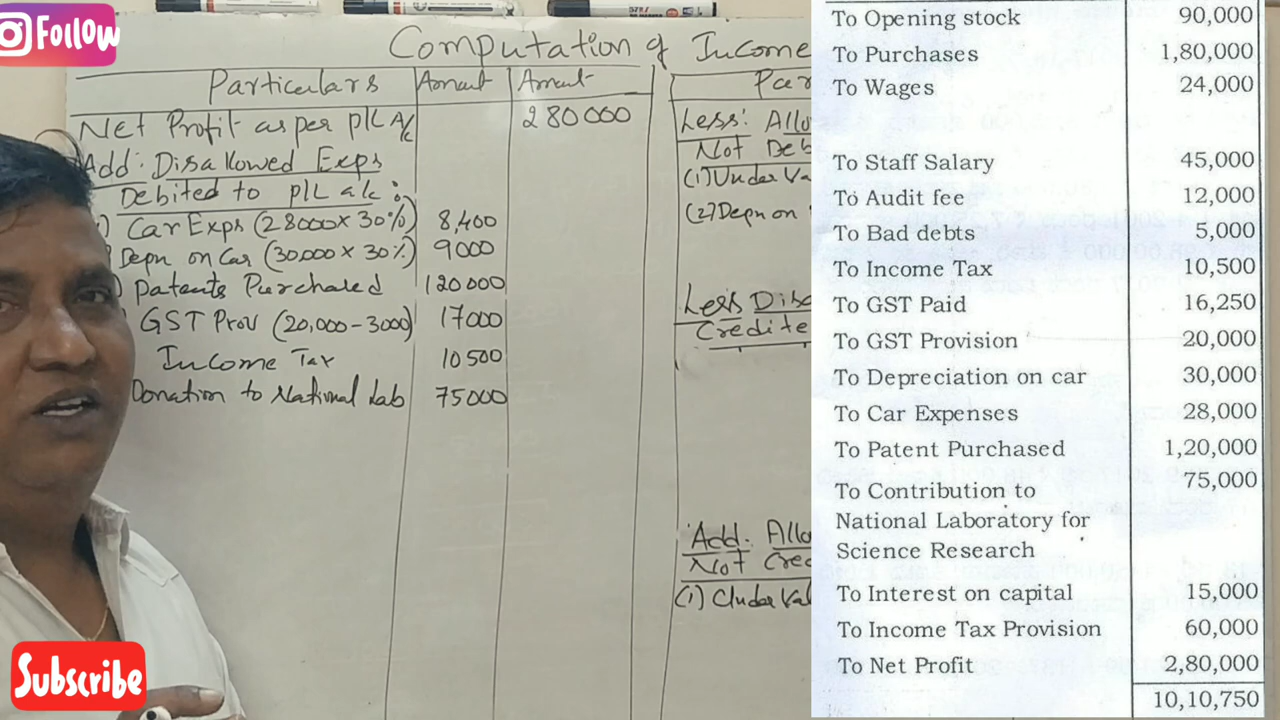 Follow
Computation of Income
Particulars Amount Amount
Net Profit as per P/L A/c 280000
Add: Disallowed Exps
Debited to P/L a/c:
) Car Exps (28000 x 30%) 8,400
) Depn on Car (30,000 x 30%) 9000
) Patents Purchased 120000
GST Prov (20,000 - 3000) 17000
Income Tax 10500
Donation to National Lab 75000
Par
Less: Allo
Not Deb
(1) Under Va
(2) Depn on
Less Disa
Credite
Add: Allo
Not Cred
(1) Under Val
Subscribe
To Opening stock 90,000
To Purchases 1,80,000
To Wages 24,000
To Staff Salary 45,000
To Audit fee 12,000
To Bad debts 5,000
To Income Tax 10,500
To GST Paid 16,250
To GST Provision 20,000
To Depreciation on car 30,000
To Car Expenses 28,000
To Patent Purchased 1,20,000
To Contribution to 75,000
National Laboratory for
Science Research
To Interest on capital 15,000
To Income Tax Provision 60,000
To Net Profit 2,80,000
10,10,750